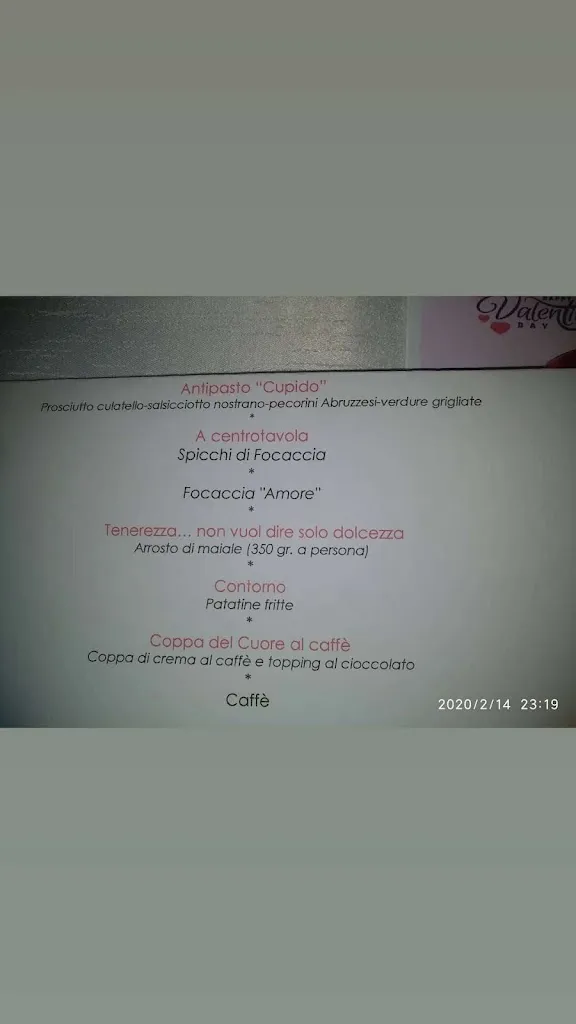 Valenti
DAY
Antipasto "Cupido"
Prosciutto culatello-salsicciotto nostrano-pecorini Abruzzesi-verdure grigliate
*
A centrotavola
Spicchi di Focaccia
*
Focaccia "Amore"
*
Tenerezza... non vuol dire solo dolcezza
Arrosto di maiale (350 gr. a persona)
*
Contorno
Patatine fritte
*
Coppa del Cuore al caffè
Coppa di crema al caffè e topping al cioccolato
*
Caffè
2020/2/14 23:19